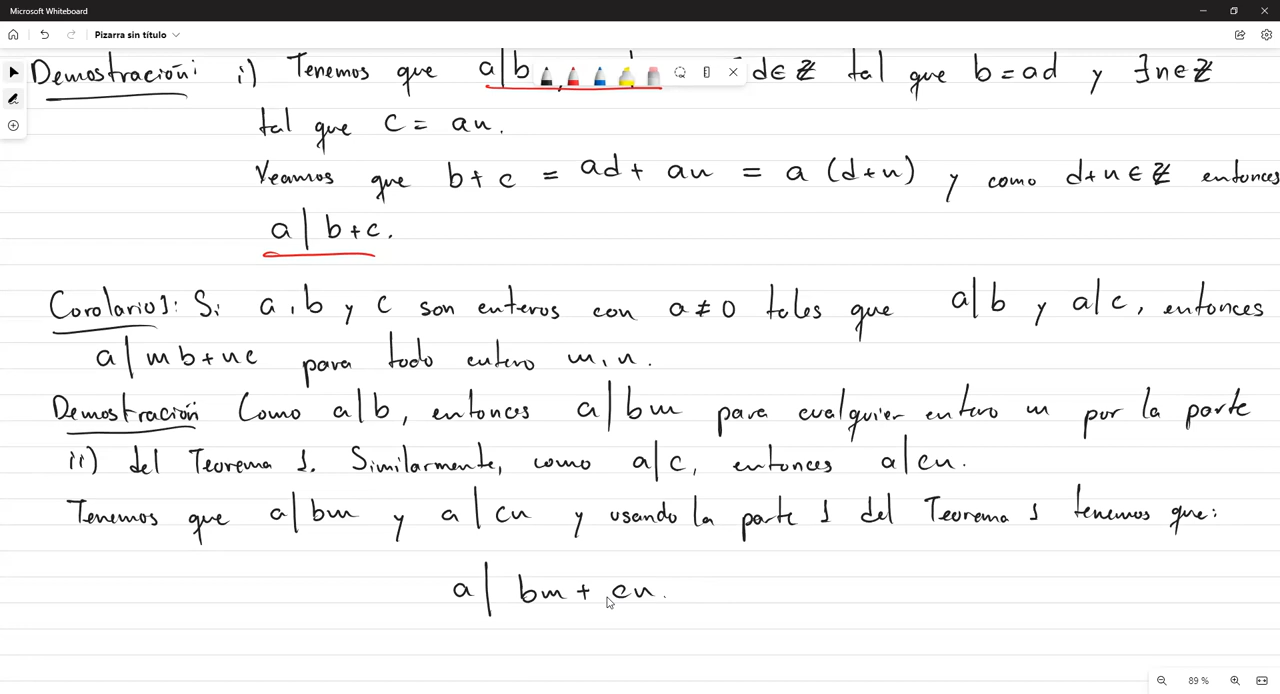 Microsoft Whiteboard
Pizarra sin título
Demostración: i) Tenemos que a|b, d∈ℤ tal que b=ad y ∃n∈ℤ
tal que c = an.
Veamos que b+c = ad+ an = a (d+n) y como d+n∈ℤ entonces
a | b+c.
Corolario 1: Si a, b y c son enteros con a≠0 tales que a|b y a|c, entonces
a | mb+nc para todo entero m, n.
Demostración Como a|b, entonces a|bm para cualquier entero m por la parte
ii) del Teorema 1. Similarmente, como a|c, entonces a|cn.
Tenemos que a|bm y a|cn y usando la parte 1 del Teorema 1 tenemos que:
a | bm + cn.
89 %